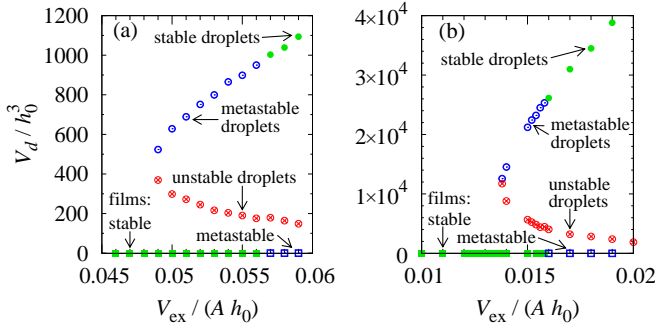 (a)
stable droplets
metastable
droplets
unstable droplets
films:
stable
metastable
V_d / h_0^3
1200
1000
800
600
400
200
0
0.045
0.05
0.055
0.06
V_ex / (A h_0)
(b)
stable droplets
metastable
droplets
unstable
droplets
films:
stable
metastable
4×10^4
3×10^4
2×10^4
1×10^4
0
0.01
0.015
0.02
V_ex / (A h_0)